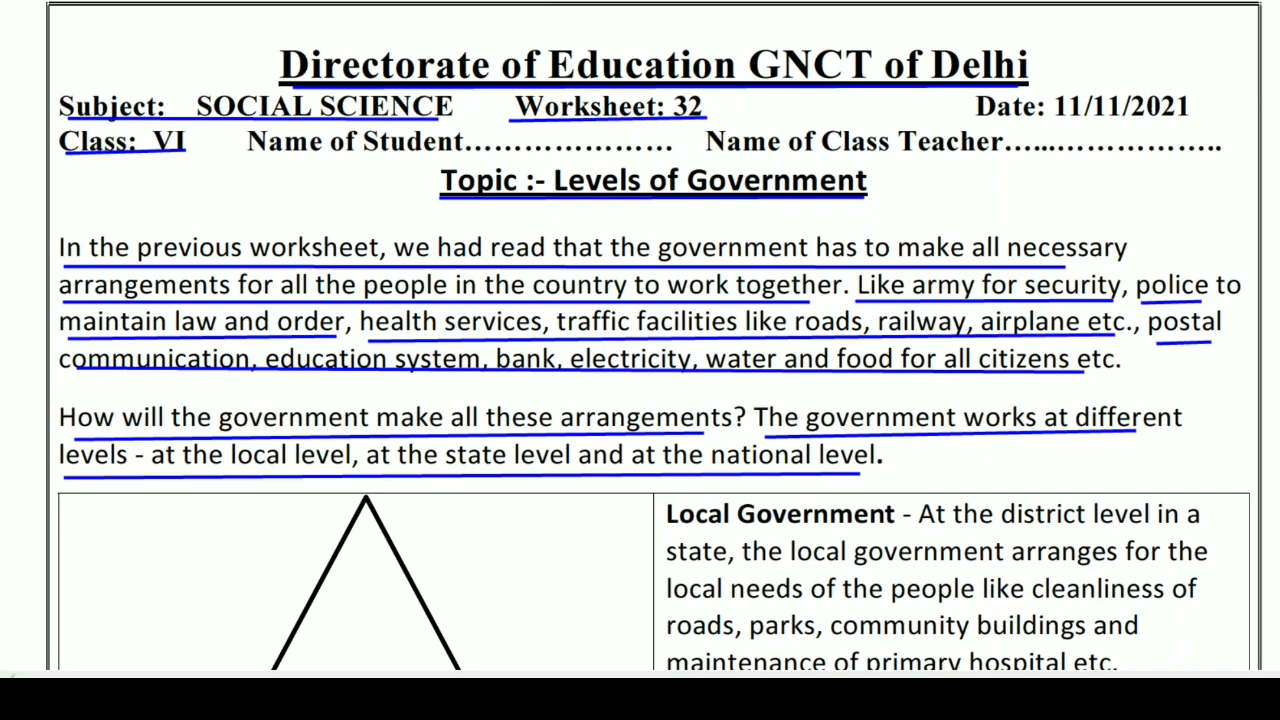 Directorate of Education GNCT of Delhi
Subject: SOCIAL SCIENCE Worksheet: 32 Date: 11/11/2021
Class: VI Name of Student………………… Name of Class Teacher…...……………..
Topic :- Levels of Government
In the previous worksheet, we had read that the government has to make all necessary
arrangements for all the people in the country to work together. Like army for security, police to
maintain law and order, health services, traffic facilities like roads, railway, airplane etc., postal
communication, education system, bank, electricity, water and food for all citizens etc.
How will the government make all these arrangements? The government works at different
levels - at the local level, at the state level and at the national level.
Local Government - At the district level in a
state, the local government arranges for the
local needs of the people like cleanliness of
roads, parks, community buildings and
maintenance of primary hospital etc.